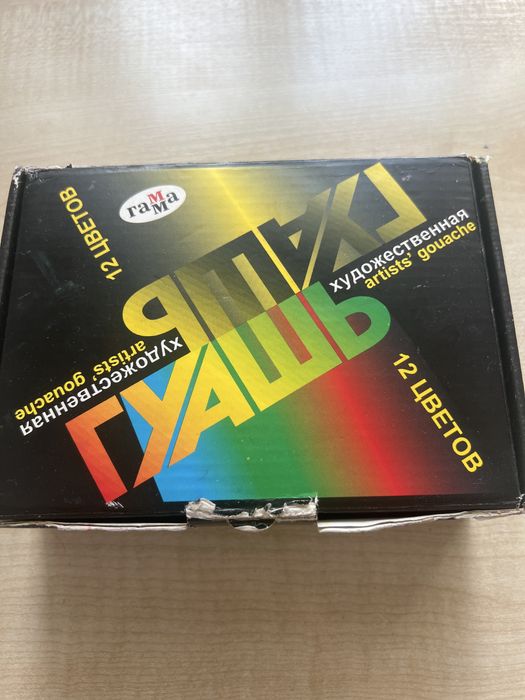 гамма
12 ЦВЕТОВ
ГУАШЬ
художественная
artists' gouache
ГУАШЬ
художественная
artists' gouache
12 ЦВЕТОВ